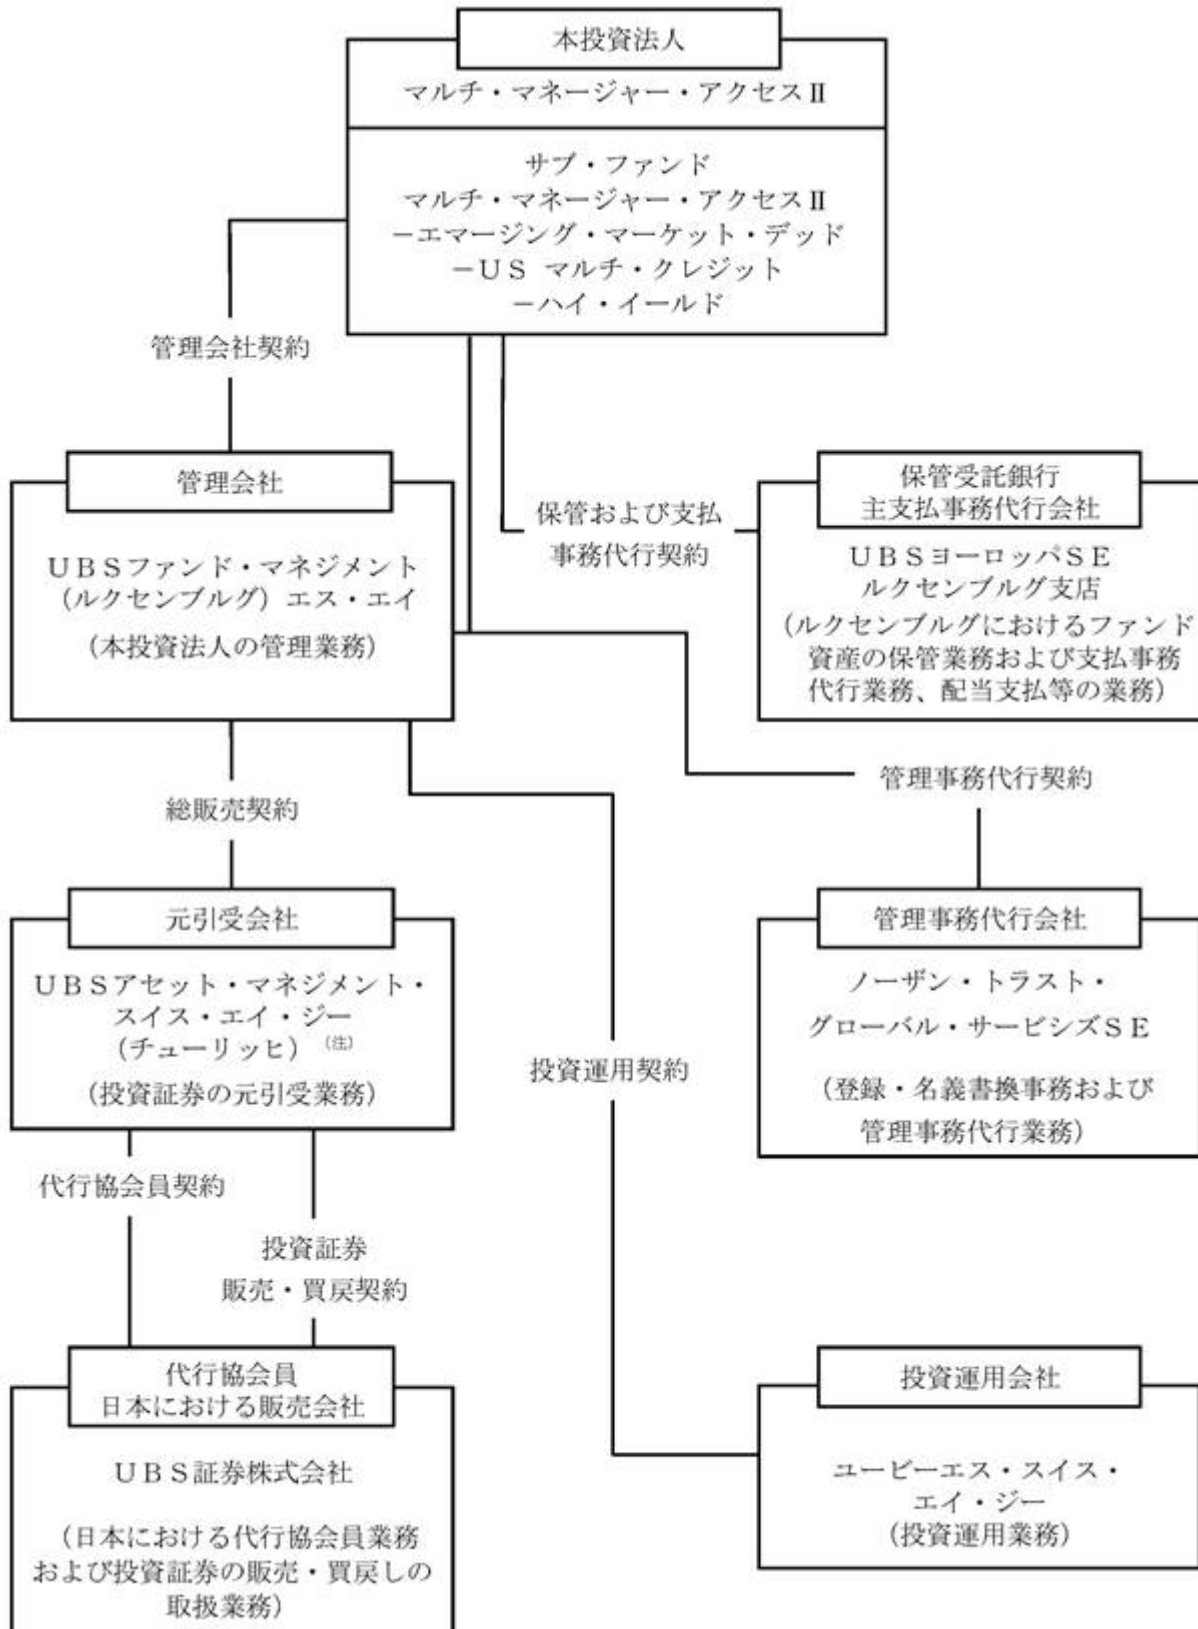 本投資法人
マルチ・マネージャー・アクセスⅡ
サブ・ファンド
マルチ・マネージャー・アクセスⅡ
－エマージング・マーケット・デッド
－ＵＳ マルチ・クレジット
－ハイ・イールド
管理会社契約
管理会社
ＵＢＳファンド・マネジメント
（ルクセンブルグ）エス・エイ
（本投資法人の管理業務）
保管および支払
事務代行契約
保管受託銀行
主支払事務代行会社
ＵＢＳヨーロッパＳＥ
ルクセンブルグ支店
（ルクセンブルグにおけるファンド
資産の保管業務および支払事務
代行業務、配当支払等の業務）
総販売契約
管理事務代行契約
元引受会社
ＵＢＳアセット・マネジメント・
スイス・エイ・ジー
（チューリッヒ）（注）
（投資証券の元引受業務）
投資運用契約
管理事務代行会社
ノーザン・トラスト・
グローバル・サービシズＳＥ
（登録・名義書換事務および
管理事務代行業務）
代行協会員契約
投資証券
販売・買戻契約
代行協会員
日本における販売会社
ＵＢＳ証券株式会社
（日本における代行協会員業務
および投資証券の販売・買戻しの
取扱業務）
投資運用会社
ユービーエス・スイス・
エイ・ジー
（投資運用業務）